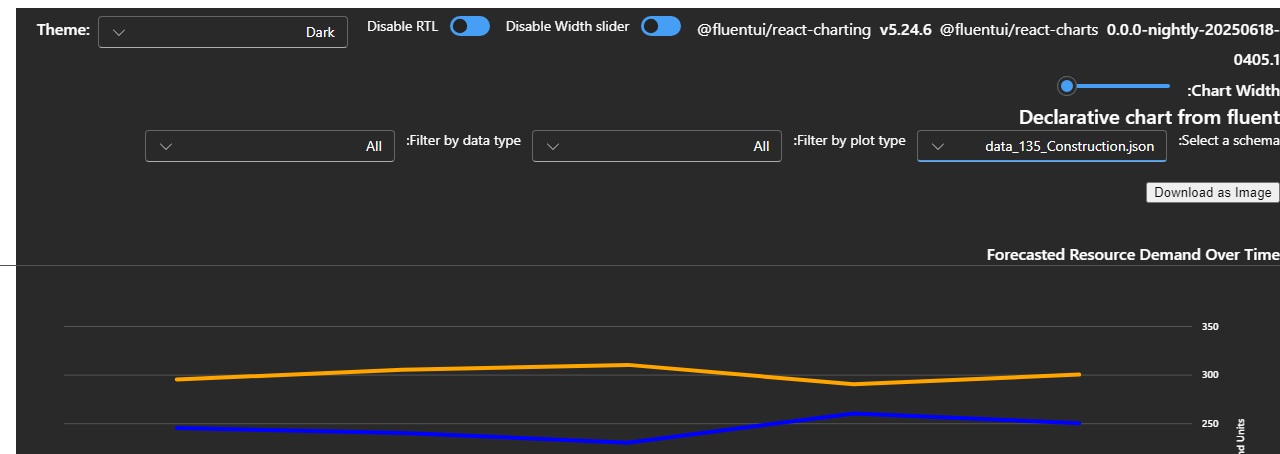 Theme: Dark Disable RTL Disable Width slider @fluentui/react-charting v5.24.6 @fluentui/react-charts 0.0.0-nightly-20250618-
0405.1
:Chart Width
Declarative chart from fluent
:Select a schema data_135_Construction.json :Filter by plot type All :Filter by data type All
Download as Image
Forecasted Resource Demand Over Time
350
300
250
Units